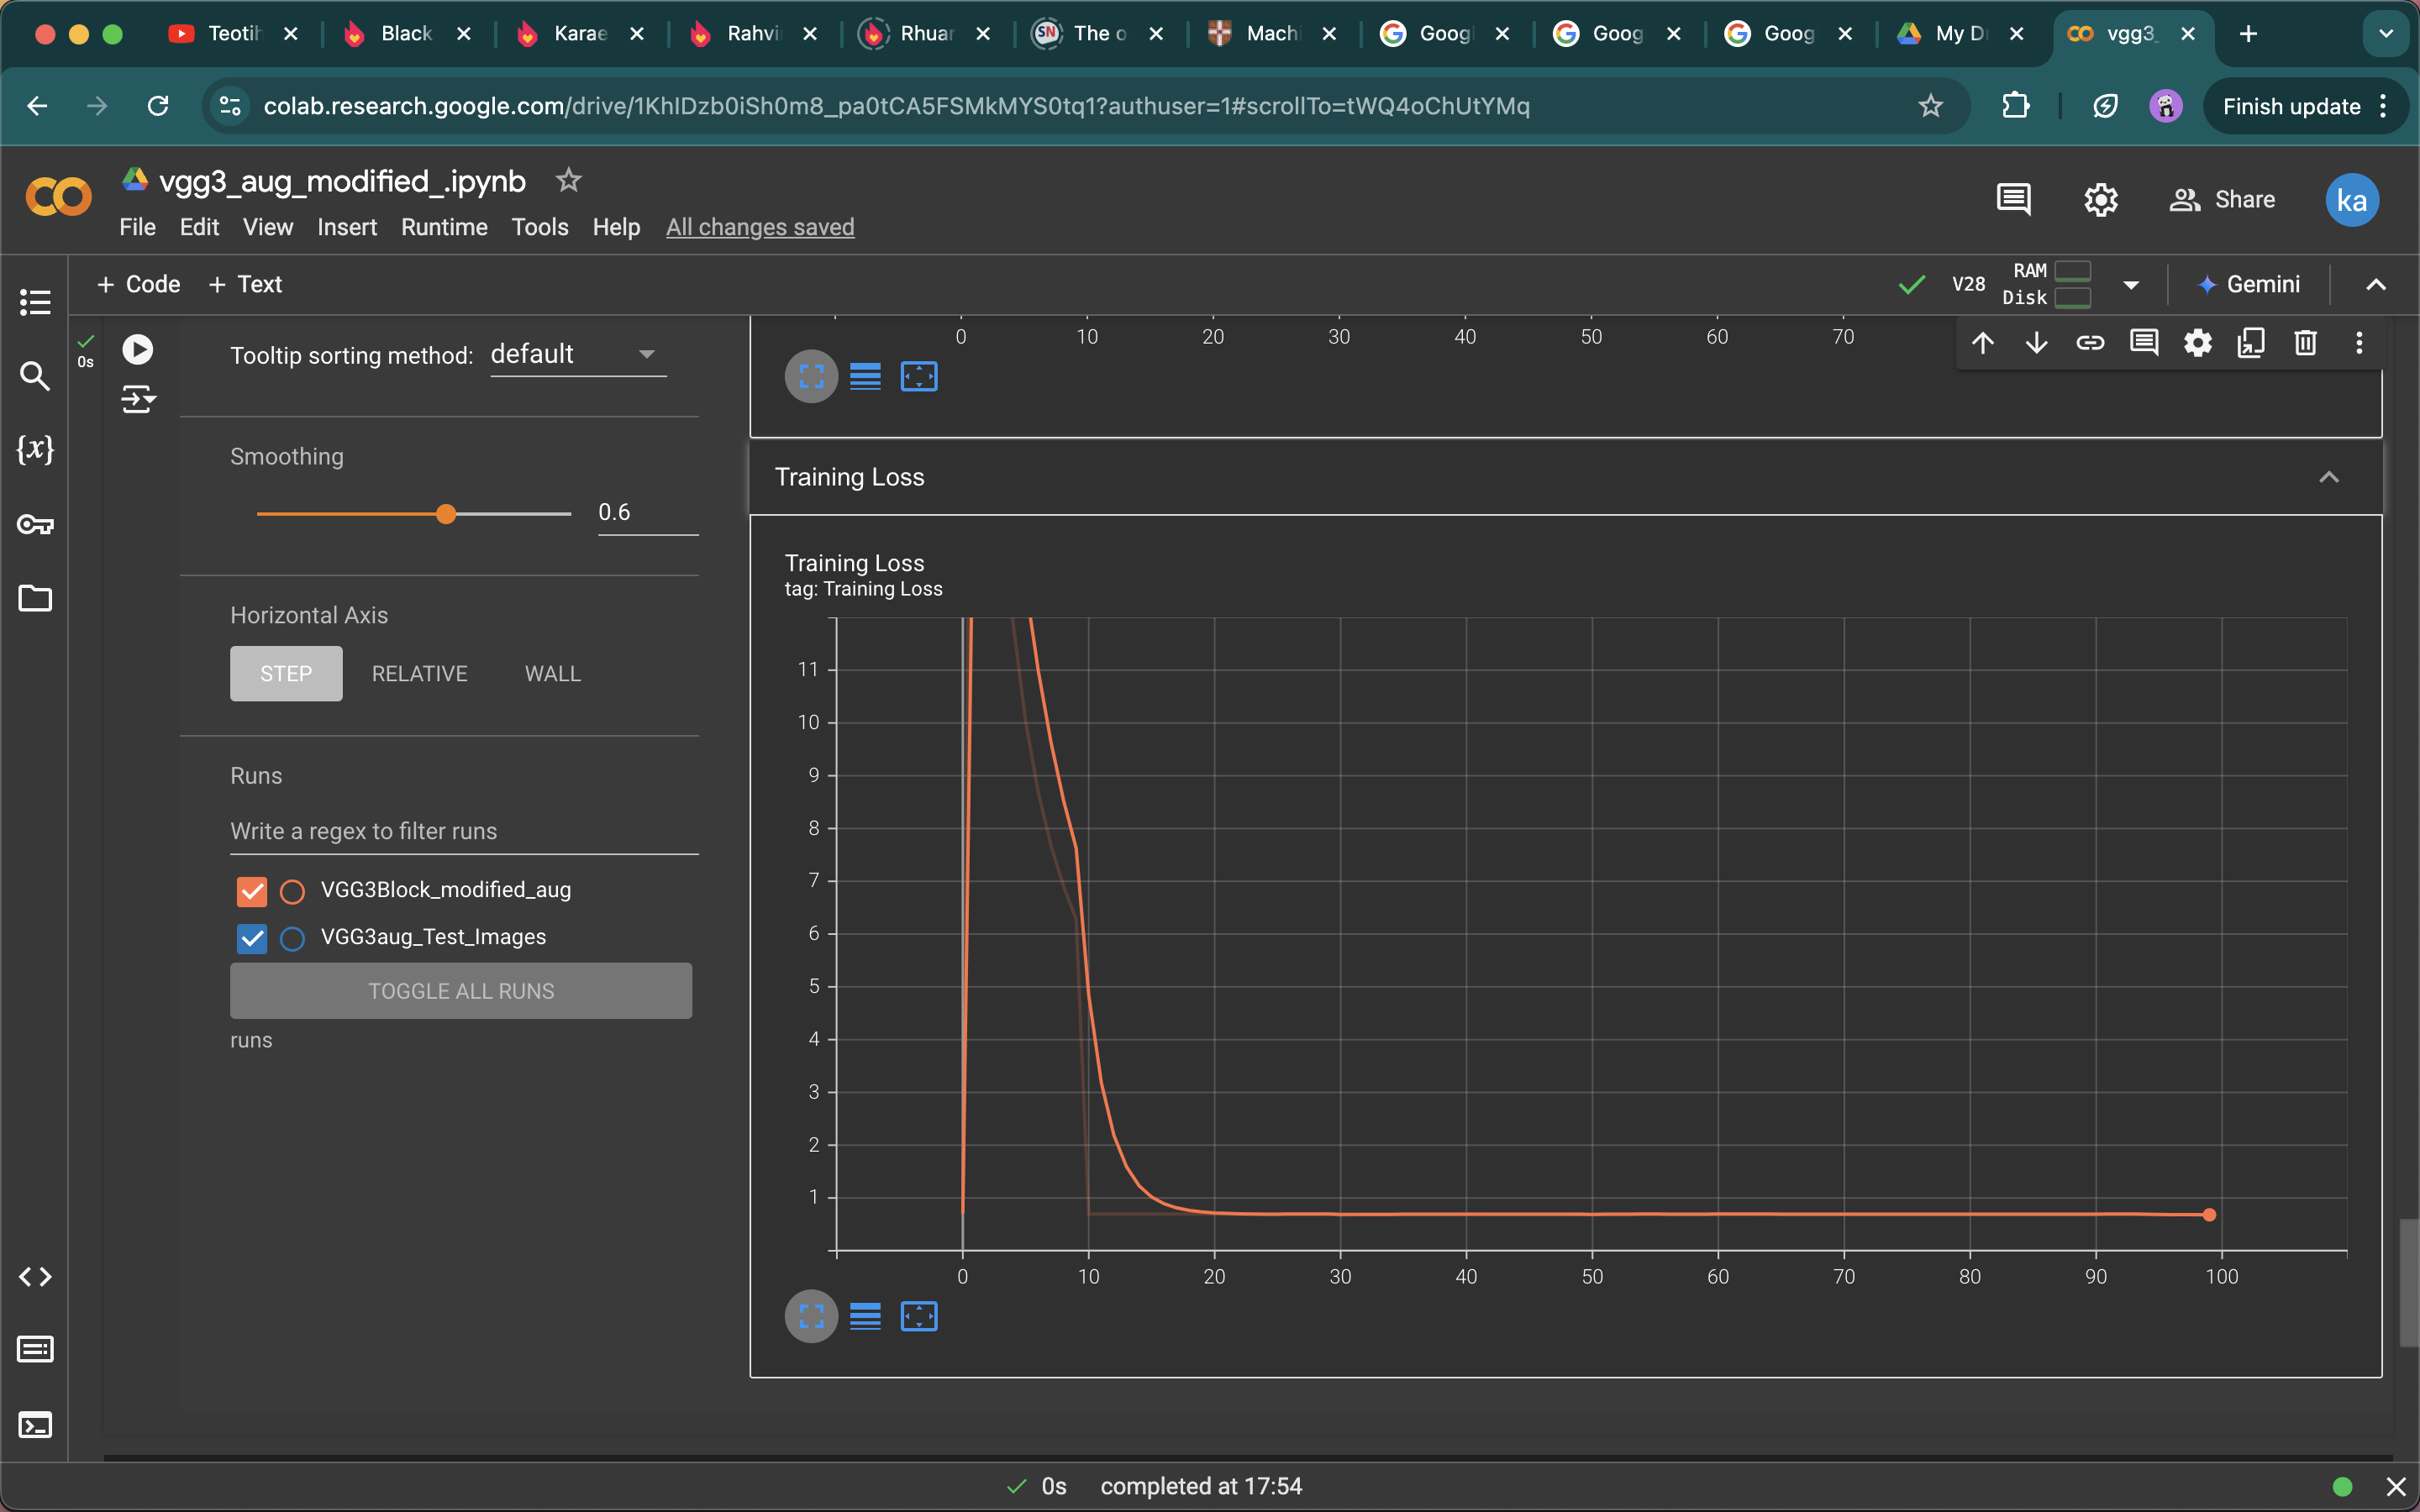 Teotih
Black
Karae
Rahvi
Rhuar
SN The o
Machi
Goog
Goog
Goog
My D
vgg3_
colab.research.google.com/drive/1KhIDzb0iSh0m8_pa0tCA5FSMkMYS0tq1?authuser=1#scrollTo=tWQ4oChUtYMq
Finish update
vgg3_aug_modified_.ipynb
Share
ka
File Edit View Insert Runtime Tools Help All changes saved
+ Code + Text
V28
RAM
Disk
Gemini
0s
{x}
Tooltip sorting method: default
Smoothing
0.6
Horizontal Axis
STEP RELATIVE WALL
Runs
Write a regex to filter runs
VGG3Block_modified_aug
VGG3aug_Test_Images
TOGGLE ALL RUNS
runs
0 10 20 30 40 50 60 70
Training Loss
Training Loss
tag: Training Loss
11
10
9
8
7
6
5
4
3
2
1
0 10 20 30 40 50 60 70 80 90 100
0s completed at 17:54